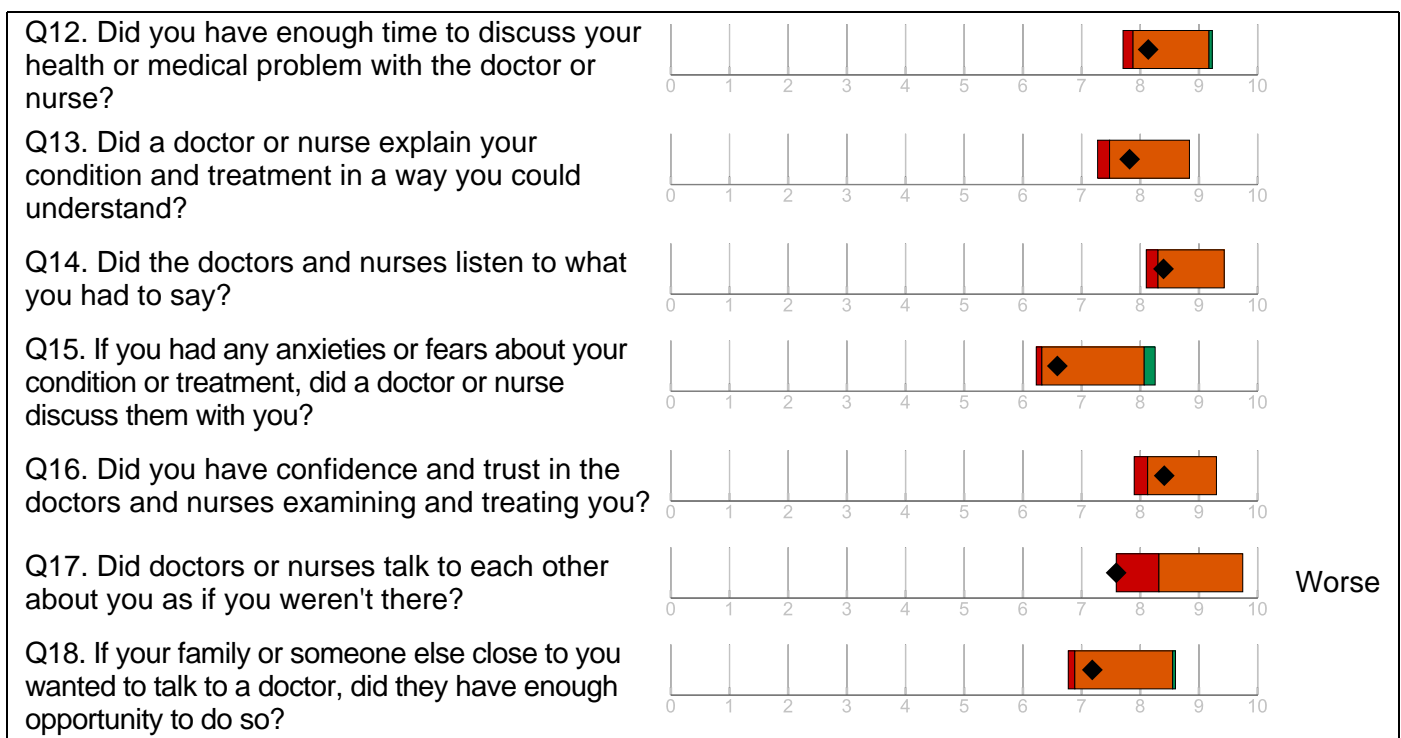 Q12. Did you have enough time to discuss your
health or medical problem with the doctor or
nurse?
0 1 2 3 4 5 6 7 8 9 10
Q13. Did a doctor or nurse explain your
condition and treatment in a way you could
understand?
0 1 2 3 4 5 6 7 8 9 10
Q14. Did the doctors and nurses listen to what
you had to say?
0 1 2 3 4 5 6 7 8 9 10
Q15. If you had any anxieties or fears about your
condition or treatment, did a doctor or nurse
discuss them with you?
0 1 2 3 4 5 6 7 8 9 10
Q16. Did you have confidence and trust in the
doctors and nurses examining and treating you?
0 1 2 3 4 5 6 7 8 9 10
Q17. Did doctors or nurses talk to each other
about you as if you weren't there?
0 1 2 3 4 5 6 7 8 9 10
Worse
Q18. If your family or someone else close to you
wanted to talk to a doctor, did they have enough
opportunity to do so?
0 1 2 3 4 5 6 7 8 9 10